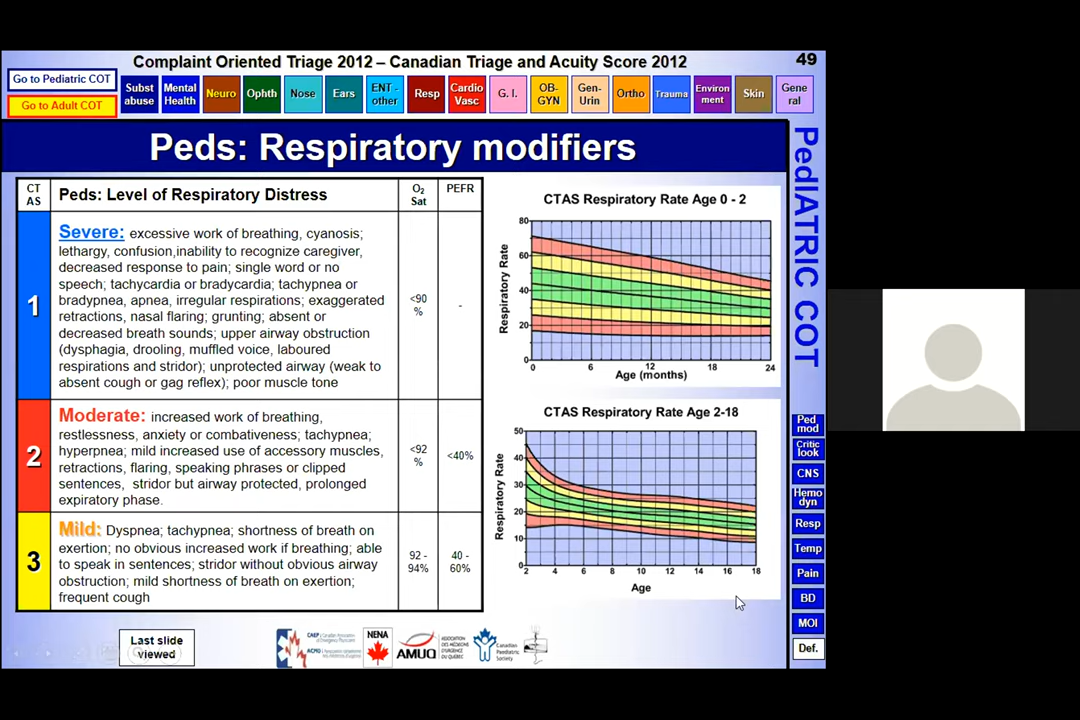 Complaint Oriented Triage 2012 – Canadian Triage and Acuity Score 2012
49
Go to Pediatric COT
Go to Adult COT
Subst
abuse
Mental
Health
Neuro
Ophth
Nose
Ears
ENT -
other
Resp
Cardio
Vasc
G. I.
OB-
GYN
Gen-
Urin
Ortho
Trauma
Environ
ment
Skin
Gene
ral
Peds: Respiratory modifiers
PedIATRIC COT
CT
AS
Peds: Level of Respiratory Distress
O2
Sat
PEFR
1
Severe: excessive work of breathing, cyanosis;
lethargy, confusion,inability to recognize caregiver,
decreased response to pain; single word or no
speech; tachycardia or bradycardia; tachypnea or
bradypnea, apnea, irregular respirations; exaggerated
retractions, nasal flaring; grunting; absent or
decreased breath sounds; upper airway obstruction
(dysphagia, drooling, muffled voice, laboured
respirations and stridor); unprotected airway (weak to
absent cough or gag reflex); poor muscle tone
<90
%
-
2
Moderate: increased work of breathing,
restlessness, anxiety or combativeness; tachypnea;
hyperpnea; mild increased use of accessory muscles,
retractions, flaring, speaking phrases or clipped
sentences, stridor but airway protected, prolonged
expiratory phase.
<92
%
<40%
3
Mild: Dyspnea; tachypnea; shortness of breath on
exertion; no obvious increased work if breathing; able
to speak in sentences; stridor without obvious airway
obstruction; mild shortness of breath on exertion;
frequent cough
92 -
94%
40 -
60%
CTAS Respiratory Rate Age 0 - 2
Respiratory Rate
80
60
40
20
0
0
6
12
18
24
Age (months)
CTAS Respiratory Rate Age 2-18
Respiratory Rate
50
40
30
20
10
0
2
4
6
8
10
12
14
16
18
Age
Ped
mod
Critic
look
CNS
Hemo
dyn
Resp
Temp
Pain
BD
MOI
Def.
Last slide
viewed
CAEP
ACMU
NENA
AMUQ
Canadian
Paediatric
Society